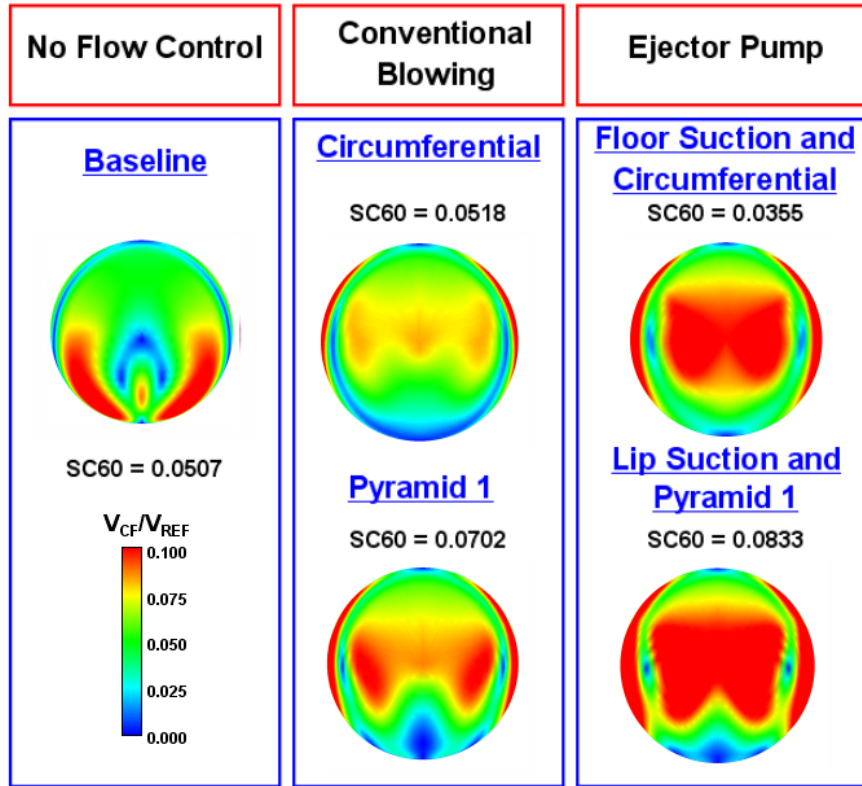 No Flow Control
Conventional
Blowing
Ejector Pump
Baseline
SC60 = 0.0507
V_CF/V_REF
0.100
0.075
0.050
0.025
0.000
Circumferential
SC60 = 0.0518
Pyramid 1
SC60 = 0.0702
Floor Suction and
Circumferential
SC60 = 0.0355
Lip Suction and
Pyramid 1
SC60 = 0.0833